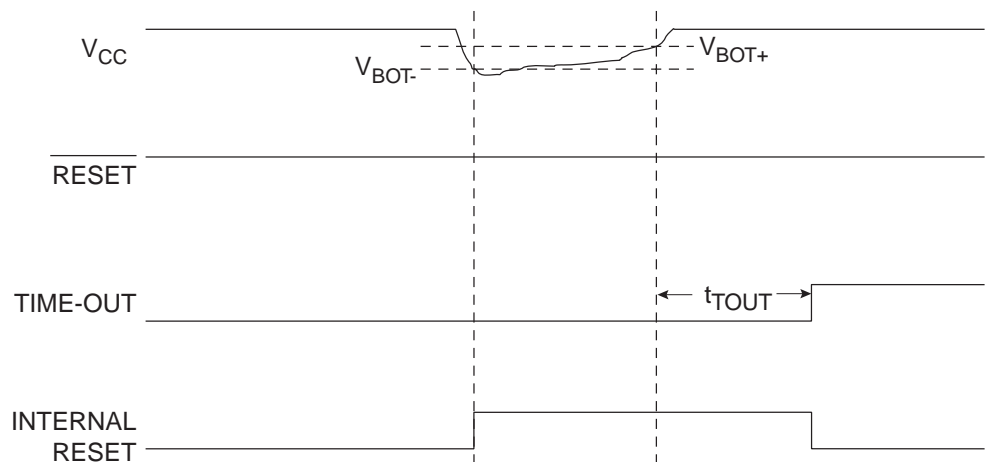 VCC
VBOT-
VBOT+
RESET
TIME-OUT
tTOUT
INTERNAL
RESET